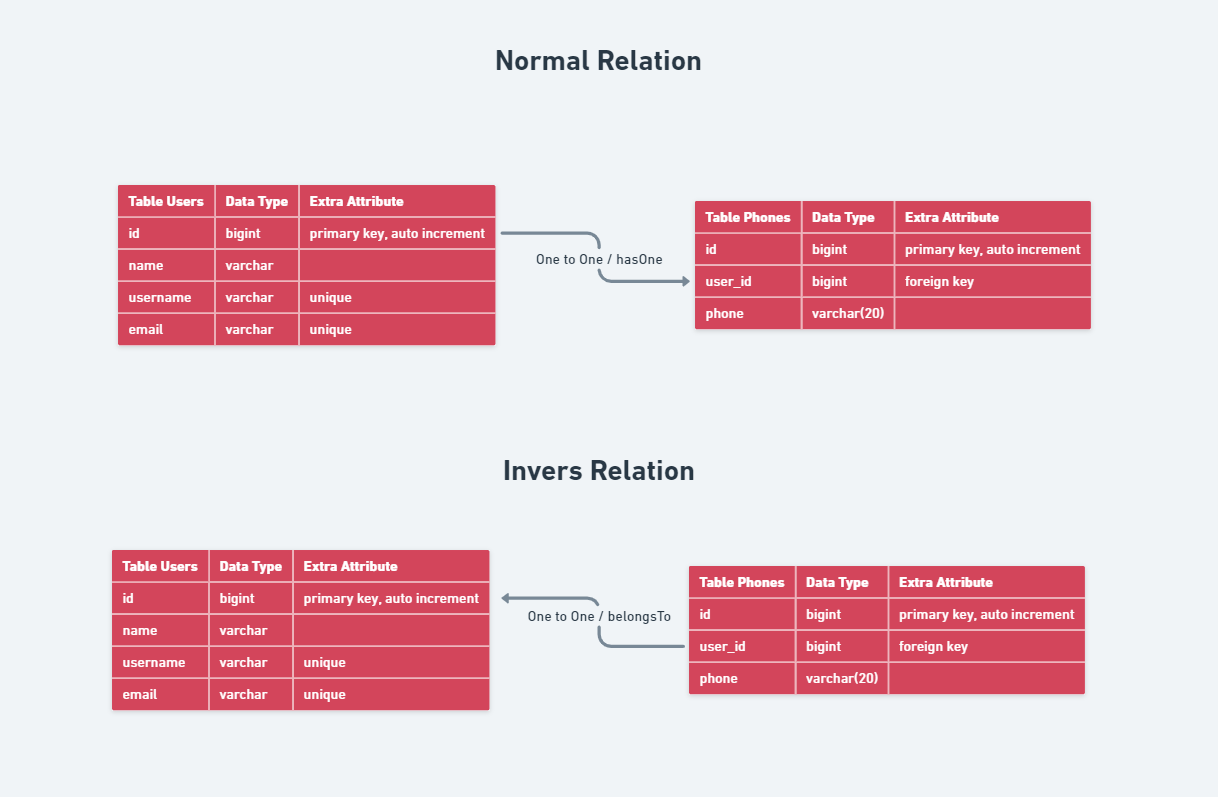 Normal Relation
Table Users Data Type Extra Attribute
id bigint primary key, auto increment
name varchar
username varchar unique
email varchar unique
One to One / hasOne
Table Phones Data Type Extra Attribute
id bigint primary key, auto increment
user_id bigint foreign key
phone varchar(20)
Invers Relation
Table Users Data Type Extra Attribute
id bigint primary key, auto increment
name varchar
username varchar unique
email varchar unique
One to One / belongsTo
Table Phones Data Type Extra Attribute
id bigint primary key, auto increment
user_id bigint foreign key
phone varchar(20)